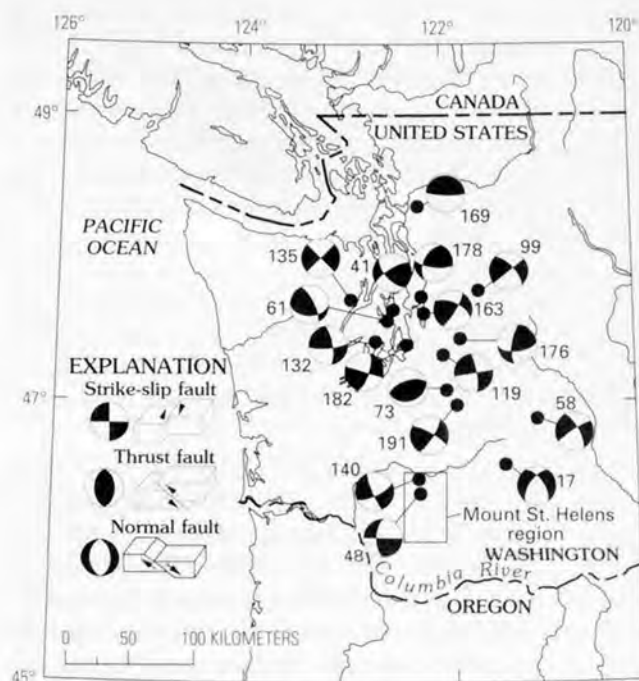 126°
124°
122°
120°
49°
CANADA
UNITED STATES
PACIFIC
OCEAN
169
135
41
178
99
61
163
132
176
EXPLANATION
Strike-slip fault
182
73
119
47°
191
58
Thrust fault
140
17
Normal fault
Mount St. Helens
region
48
WASHINGTON
Columbia River
OREGON
0 50 100 KILOMETERS
45°